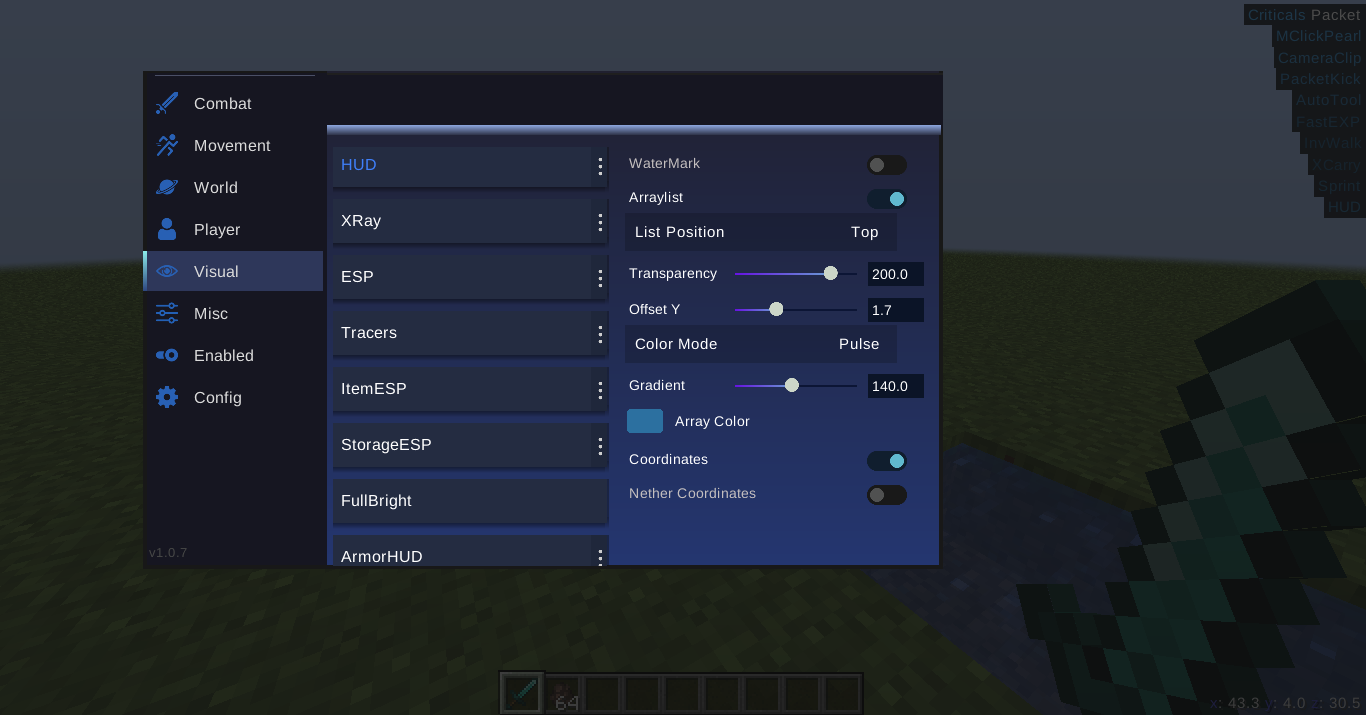 Criticals Packet
MClickPearl
CameraClip
PacketKick
AutoTool
FastEXP
InvWalk
XCarry
Sprint
HUD
Combat
Movement
World
Player
Visual
Misc
Enabled
Config
v1.0.7
HUD
XRay
ESP
Tracers
ItemESP
StorageESP
FullBright
ArmorHUD
WaterMark
Arraylist
List Position Top
Transparency 200.0
Offset Y 1.7
Color Mode Pulse
Gradient 140.0
Array Color
Coordinates
Nether Coordinates
64
x: 43.3 y: 4.0 z: 30.5